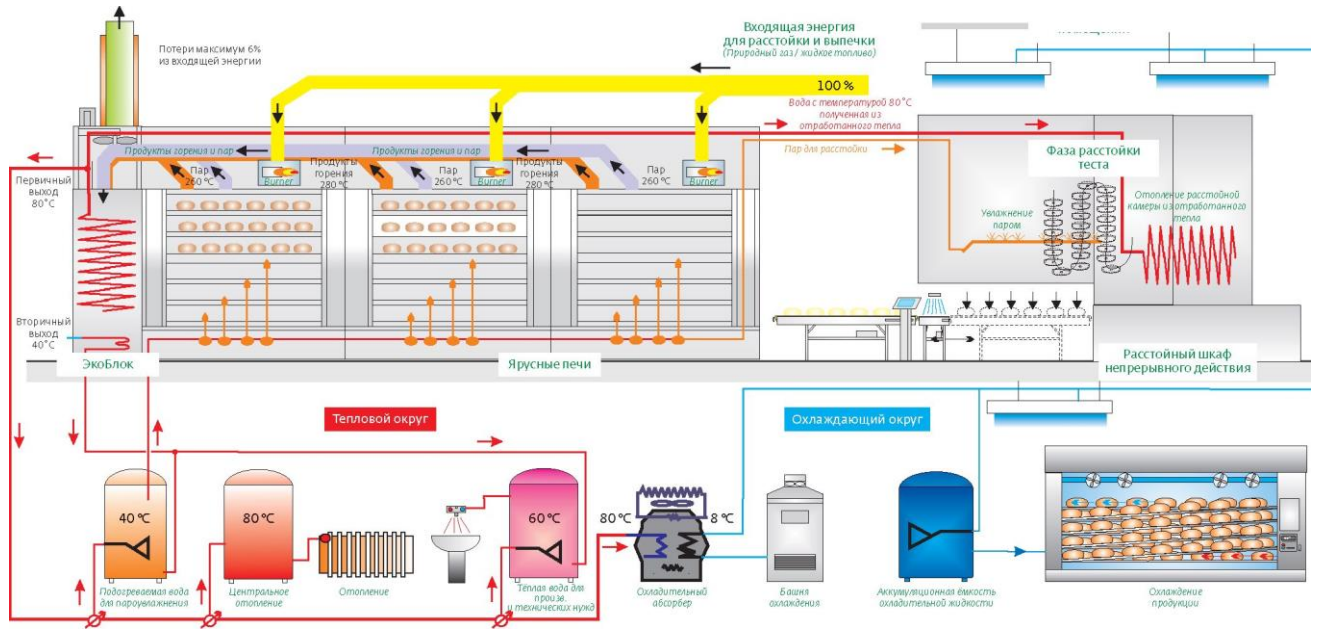 Потери максимум 6%
из входящей энергии
Входящая энергия
для расстойки и выпечки
(Природный газ / жидкое топливо)
100 %
Вода с температурой 80°С
полученная из
отработанного тепла
Пар для расстойки
Продукты горения и пар
Продукты горения и пар
Пар
260 °С
Burner
Продукты
горения
280 °С
Пар
260 °С
Burner
Продукты
горения
280 °С
Пар
260 °С
Burner
Первичный
выход
80°С
Вторичный
выход
40°С
Фаза расстойки
теста
Увлажнение
паром
Отопление расстойной
камеры из отработанного
тепла
ЭкоБлок
Ярусные печи
Расстойный шкаф
непрерывного действия
Тепловой округ
Охлаждающий округ
40 °С
80 °С
60 °С
80 °С
8 °С
Подогреваемая вода
для пароувлажнения
Центральное
отопление
Отопление
Тёплая вода для
произв.
и технических нужд
Охладительный
абсорбер
Башня
охлаждения
Аккумуляционная ёмкость
охладительной жидкости
Охлаждение
продукции